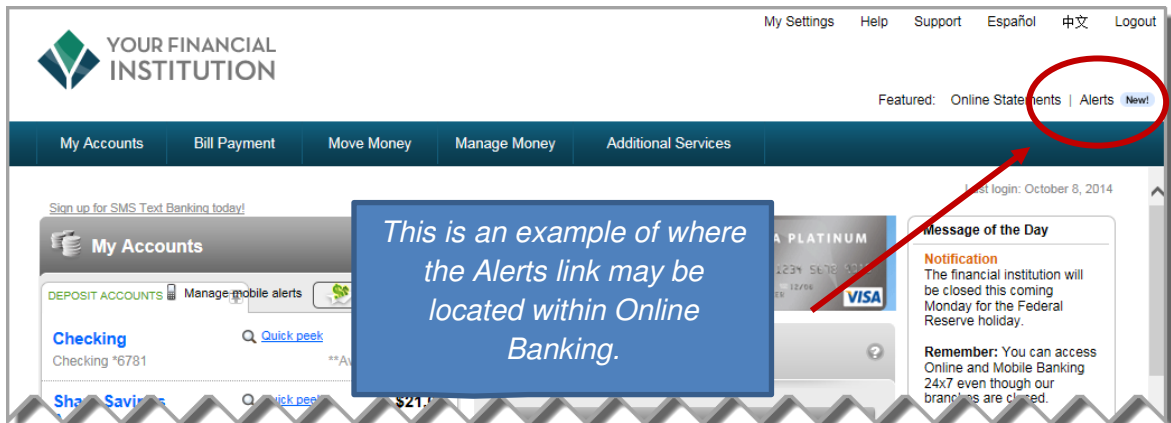 My Settings Help Support Español 中文 Logout
YOUR FINANCIAL
INSTITUTION
Featured: Online Statements | Alerts New!
My Accounts Bill Payment Move Money Manage Money Additional Services
Last login: October 8, 2014
Sign up for SMS Text Banking today!
My Accounts
DEPOSIT ACCOUNTS Manage mobile alerts
Checking Quick peek
Checking *6781
Quick peek
This is an example of where
the Alerts link may be
located within Online
Banking.
PLATINUM
VISA
Message of the Day
Notification
The financial institution will
be closed this coming
Monday for the Federal
Reserve holiday.
Remember: You can access
Online and Mobile Banking
24x7 even though our
branches are closed.